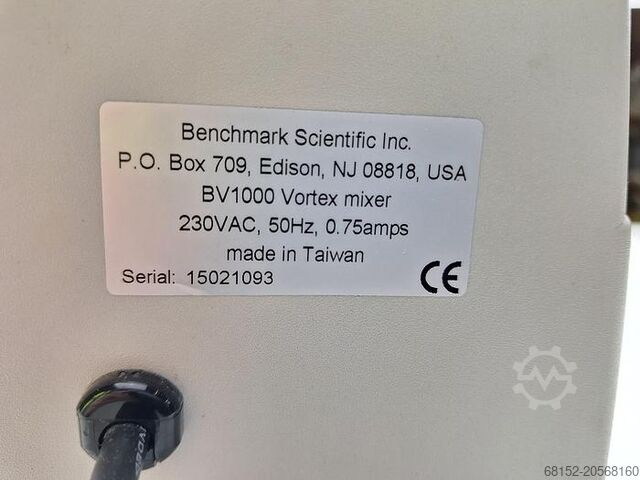 Benchmark Scientific Inc.
P.O. Box 709, Edison, NJ 08818, USA
BV1000 Vortex mixer
230VAC, 50Hz, 0.75amps
made in Taiwan
Serial: 15021093
CE
68152-20568160